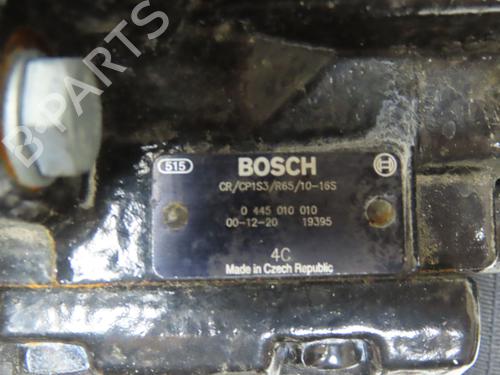 B-PARTS
515 BOSCH
CR/CP1S3/R65/10-16S
0 445 010 010
00-12-20 19395
4C
Made in Czech Republic